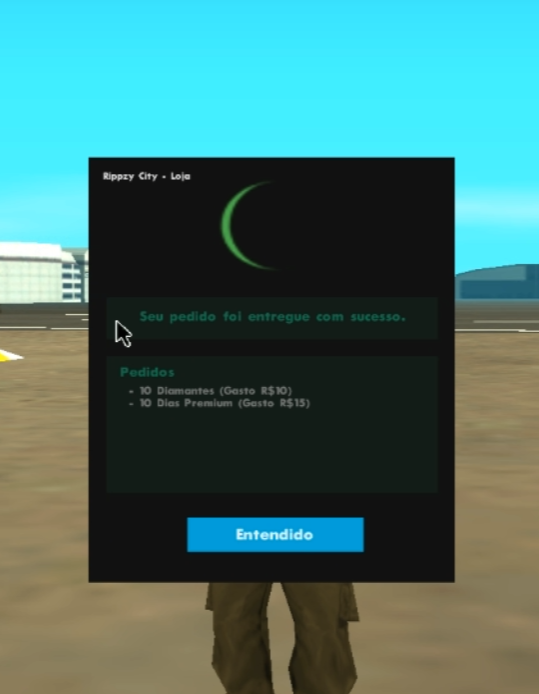 Rippzy City - Loja
Seu pedido foi entregue com sucesso.
Pedidos
- 10 Diamantes (Gasto R$10)
- 10 Dias Premium (Gasto R$15)
Entendido